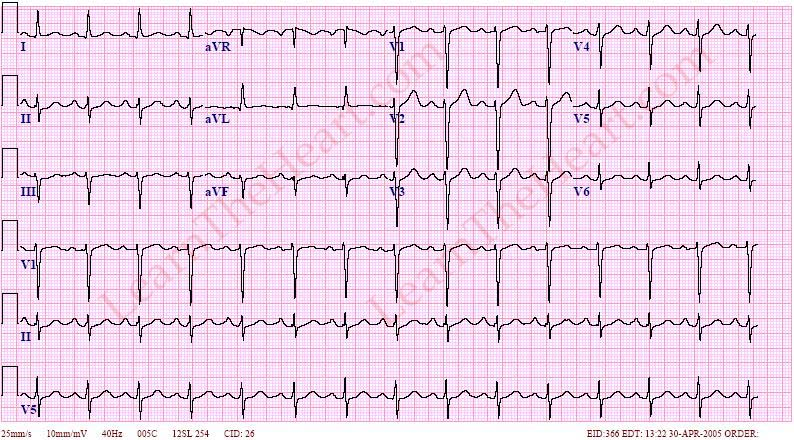 I aVR V1 V4
II aVL V2 V5
III aVF V3 V6
V1
II
V5
LearnTheHeart.com
LearnTheHeart.com
25mm/s 10mm/mV 40Hz 005C 12SL 254 CID: 26 EID:366 EDT: 13:22 30-APR-2005 ORDER: